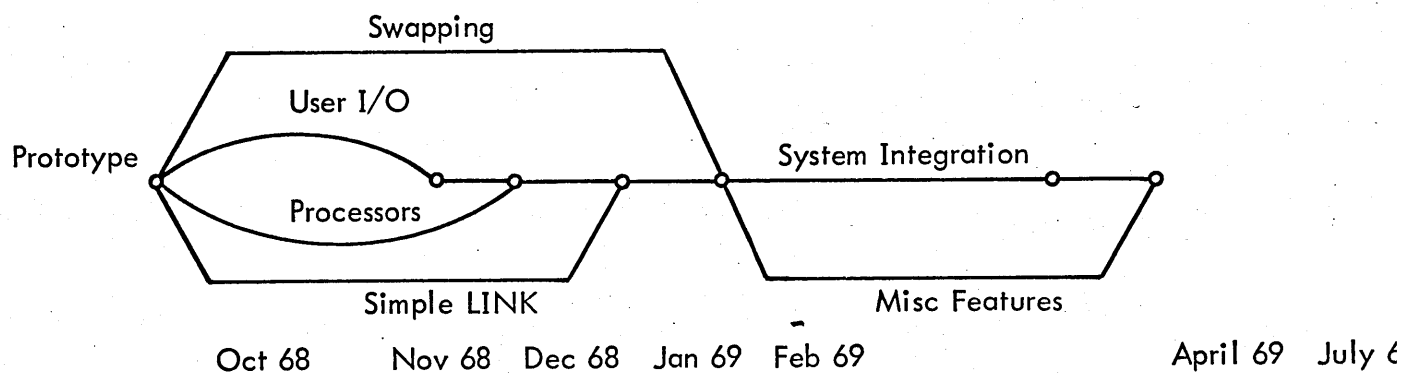 Swapping
User I/O
Prototype
System Integration
Processors
Simple LINK
Misc Features
Oct 68 Nov 68 Dec 68 Jan 69 Feb 69 April 69 July